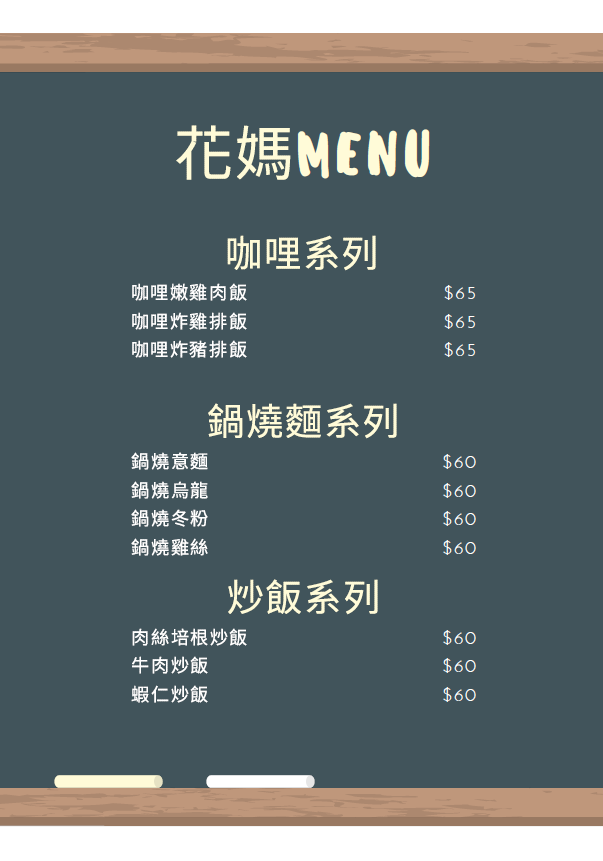 花媽MENU
咖哩系列
咖哩嫩雞肉飯 $65
咖哩炸雞排飯 $65
咖哩炸豬排飯 $65
鍋燒麵系列
鍋燒意麵 $60
鍋燒烏龍 $60
鍋燒冬粉 $60
鍋燒雞絲 $60
炒飯系列
肉絲培根炒飯 $60
牛肉炒飯 $60
蝦仁炒飯 $60